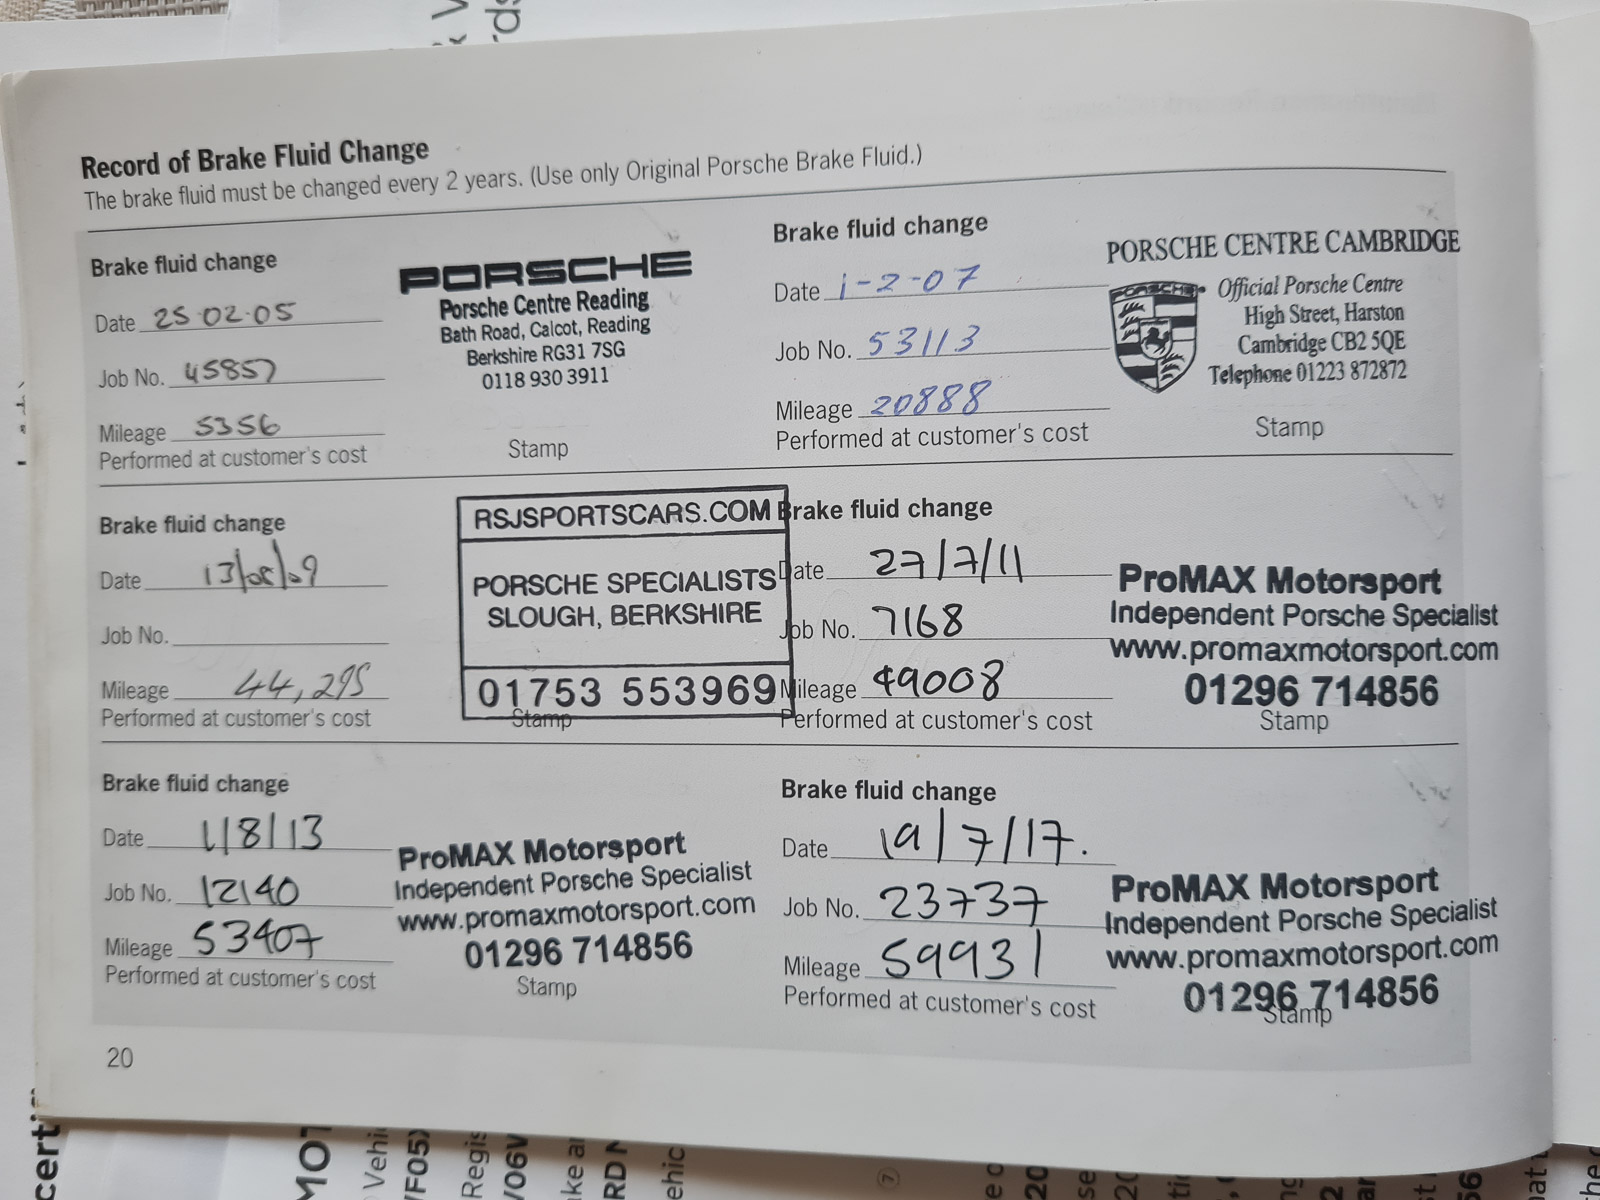 Record of Brake Fluid Change
The brake fluid must be changed every 2 years. (Use only Original Porsche Brake Fluid.)
Brake fluid change
Date 25.02.05
Job No. 45857
Mileage 5356
Performed at customer's cost
PORSCHE
Porsche Centre Reading
Bath Road, Calcot, Reading
Berkshire RG31 7SG
0118 930 3911
Stamp
Brake fluid change
Date 1-2-07
Job No. 53113
Mileage 20888
Performed at customer's cost
PORSCHE CENTRE CAMBRIDGE
PORSCHE
Official Porsche Centre
High Street, Harston
Cambridge CB2 5QE
Telephone 01223 872872
Stamp
Brake fluid change
Date 13/08/09
Job No.
Mileage 44,295
Performed at customer's cost
RSJSPORTSCARS.COM
PORSCHE SPECIALISTS
SLOUGH, BERKSHIRE
01753 553969
Stamp
Brake fluid change
Date 27/7/11
Job No. 7168
Mileage 49008
Performed at customer's cost
ProMAX Motorsport
Independent Porsche Specialist
www.promaxmotorsport.com
01296 714856
Stamp
Brake fluid change
Date 1/8/13
Job No. 12140
Mileage 53407
Performed at customer's cost
ProMAX Motorsport
Independent Porsche Specialist
www.promaxmotorsport.com
01296 714856
Stamp
Brake fluid change
Date 19/7/17.
Job No. 23737
Mileage 59931
Performed at customer's cost
ProMAX Motorsport
Independent Porsche Specialist
www.promaxmotorsport.com
01296 714856
Stamp
20